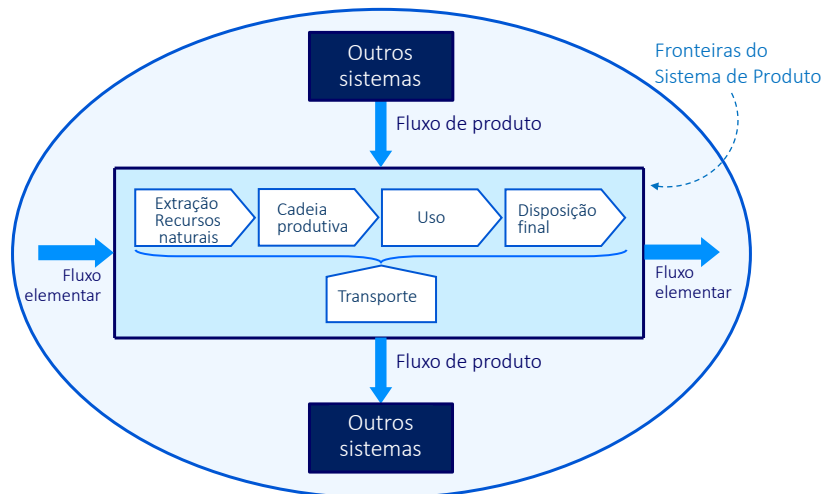 Outros
sistemas
Fronteiras do
Sistema de Produto
Fluxo de produto
Extração
Recursos
naturais
Cadeia
produtiva
Uso
Disposição
final
Fluxo
elementar
Transporte
Fluxo
elementar
Fluxo de produto
Outros
sistemas